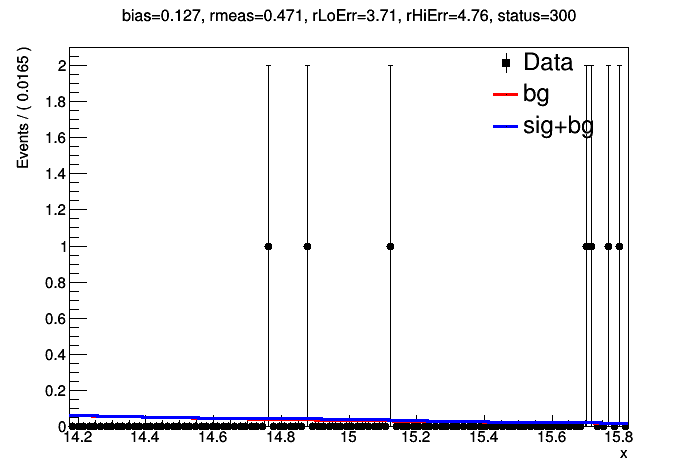 bias=0.127, rmeas=0.471, rLoErr=3.71, rHiErr=4.76, status=300
Events / ( 0.0165 )
2
1.8
1.6
1.4
1.2
1
0.8
0.6
0.4
0.2
0
Data
bg
sig+bg
14.2 14.4 14.6 14.8 15 15.2 15.4 15.6 15.8
x